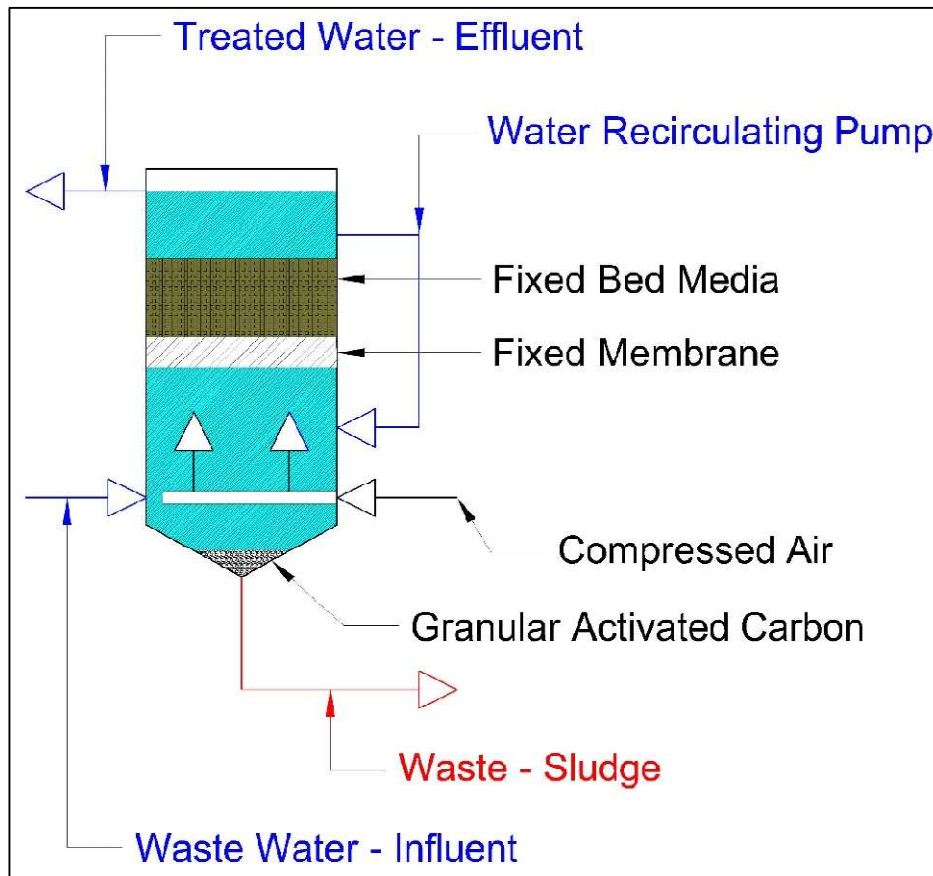 Treated Water - Effluent
Water Recirculating Pump
Fixed Bed Media
Fixed Membrane
Compressed Air
Granular Activated Carbon
Waste - Sludge
Waste Water - Influent